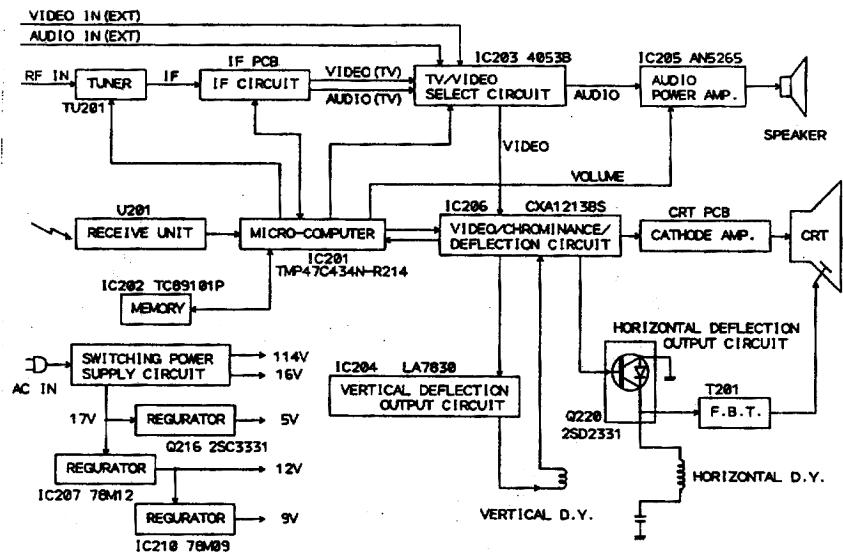 VIDEO IN(EXT)
AUDIO IN(EXT)
IF PCB
IC203 4053B
IC205 AN5265
RF IN
TUNER
TU201
IF
IF CIRCUIT
VIDEO(TV)
AUDIO(TV)
TV/VIDEO
SELECT CIRCUIT
AUDIO
AUDIO
POWER AMP.
SPEAKER
VIDEO
VOLUME
U201
RECEIVE UNIT
MICRO-COMPUTER
IC201
TMP47C434N-R214
IC206 CXA1213BS
VIDEO/CHROMINANCE/
DEFLECTION CIRCUIT
CRT PCB
CATHODE AMP.
CRT
IC202 TC89101P
MEMORY
HORIZONTAL DEFLECTION
OUTPUT CIRCUIT
AC IN
SWITCHING POWER
SUPPLY CIRCUIT
114V
16V
IC204 LA7830
VERTICAL DEFLECTION
OUTPUT CIRCUIT
Q220
2SD2331
T201
F.B.T.
17V
REGURATOR
5V
Q216 2SC3331
REGURATOR
12V
IC207 78M12
REGURATOR
9V
IC210 78M09
VERTICAL D.Y.
HORIZONTAL D.Y.